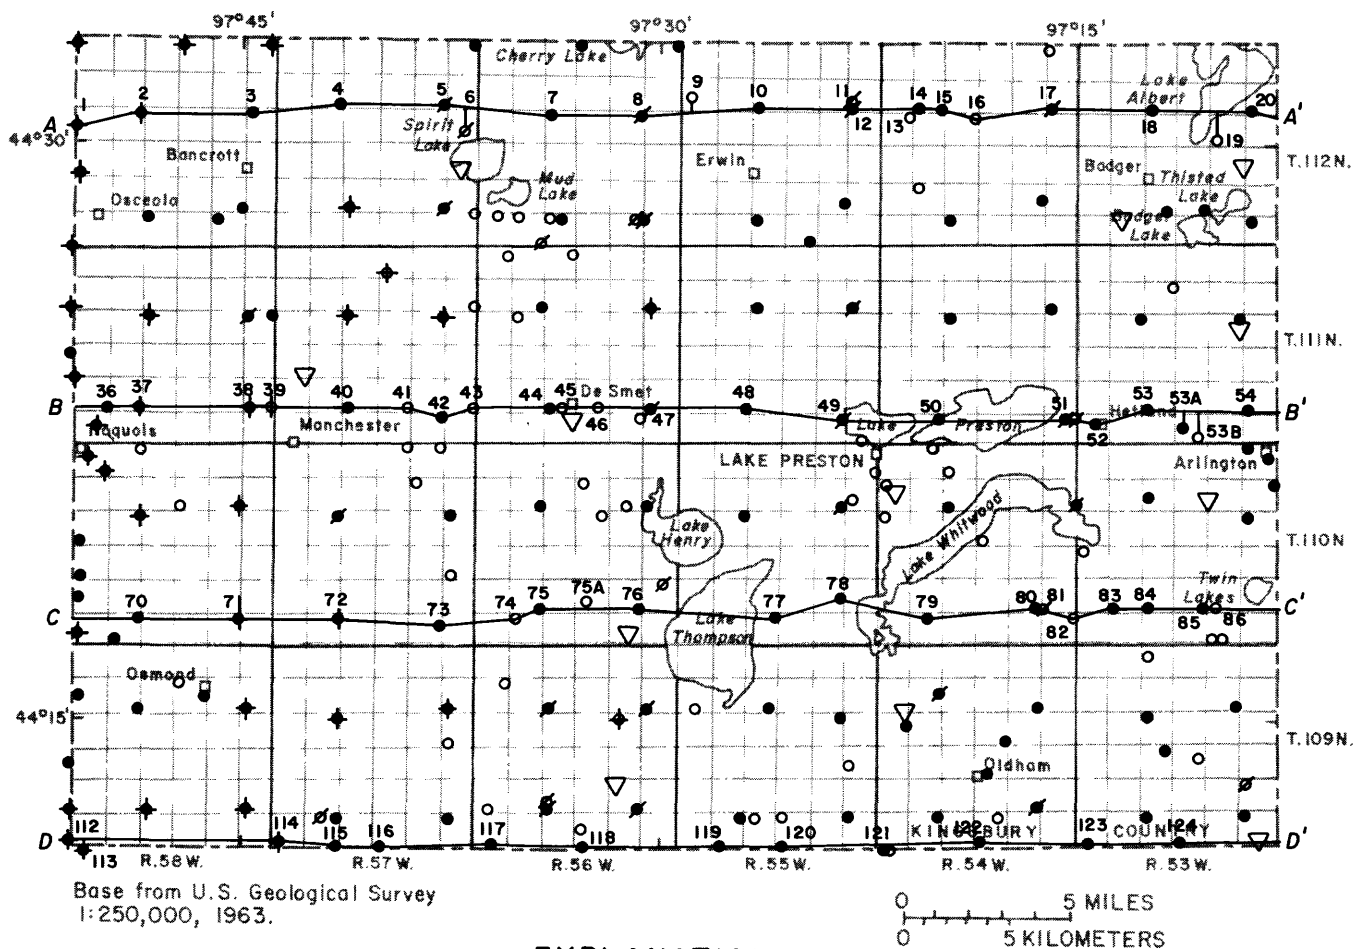 97°45' 97°30' 97°15'
Cherry Lake
1 2 3 4 5 6 7 8 9 10 11 12 13 14 15 16 17 18 19 20
A A'
44°30'
Spirit Lake
Lake Albert
Bancroft
Erwin
Badger
T.112N.
Osceola
Mud Lake
Thisted Lake
Badger Lake
T.111N.
36 37 38 39 40 41 42 43 44 45 46 47 48 49 50 51 52 53 53A 53B 54
B B'
De Smet
Hetland
Iroquois
Manchester
Lake Preston
LAKE PRESTON
Arlington
Lake Henry
Lake Whitwood
T.110N
70 71 72 73 74 75 75A 76 77 78 79 80 81 82 83 84 85 86
C C'
Twin Lakes
Lake Thompson
Osmond
44°15'
T.109N.
Oldham
112 113 114 115 116 117 118 119 120 121 122 123 124
D D'
KINGSBURY COUNTY
R.58W. R.57W. R.56W. R.55W. R.54W. R.53W.
Base from U.S. Geological Survey
1:250,000, 1963.
0 5 MILES
0 5 KILOMETERS